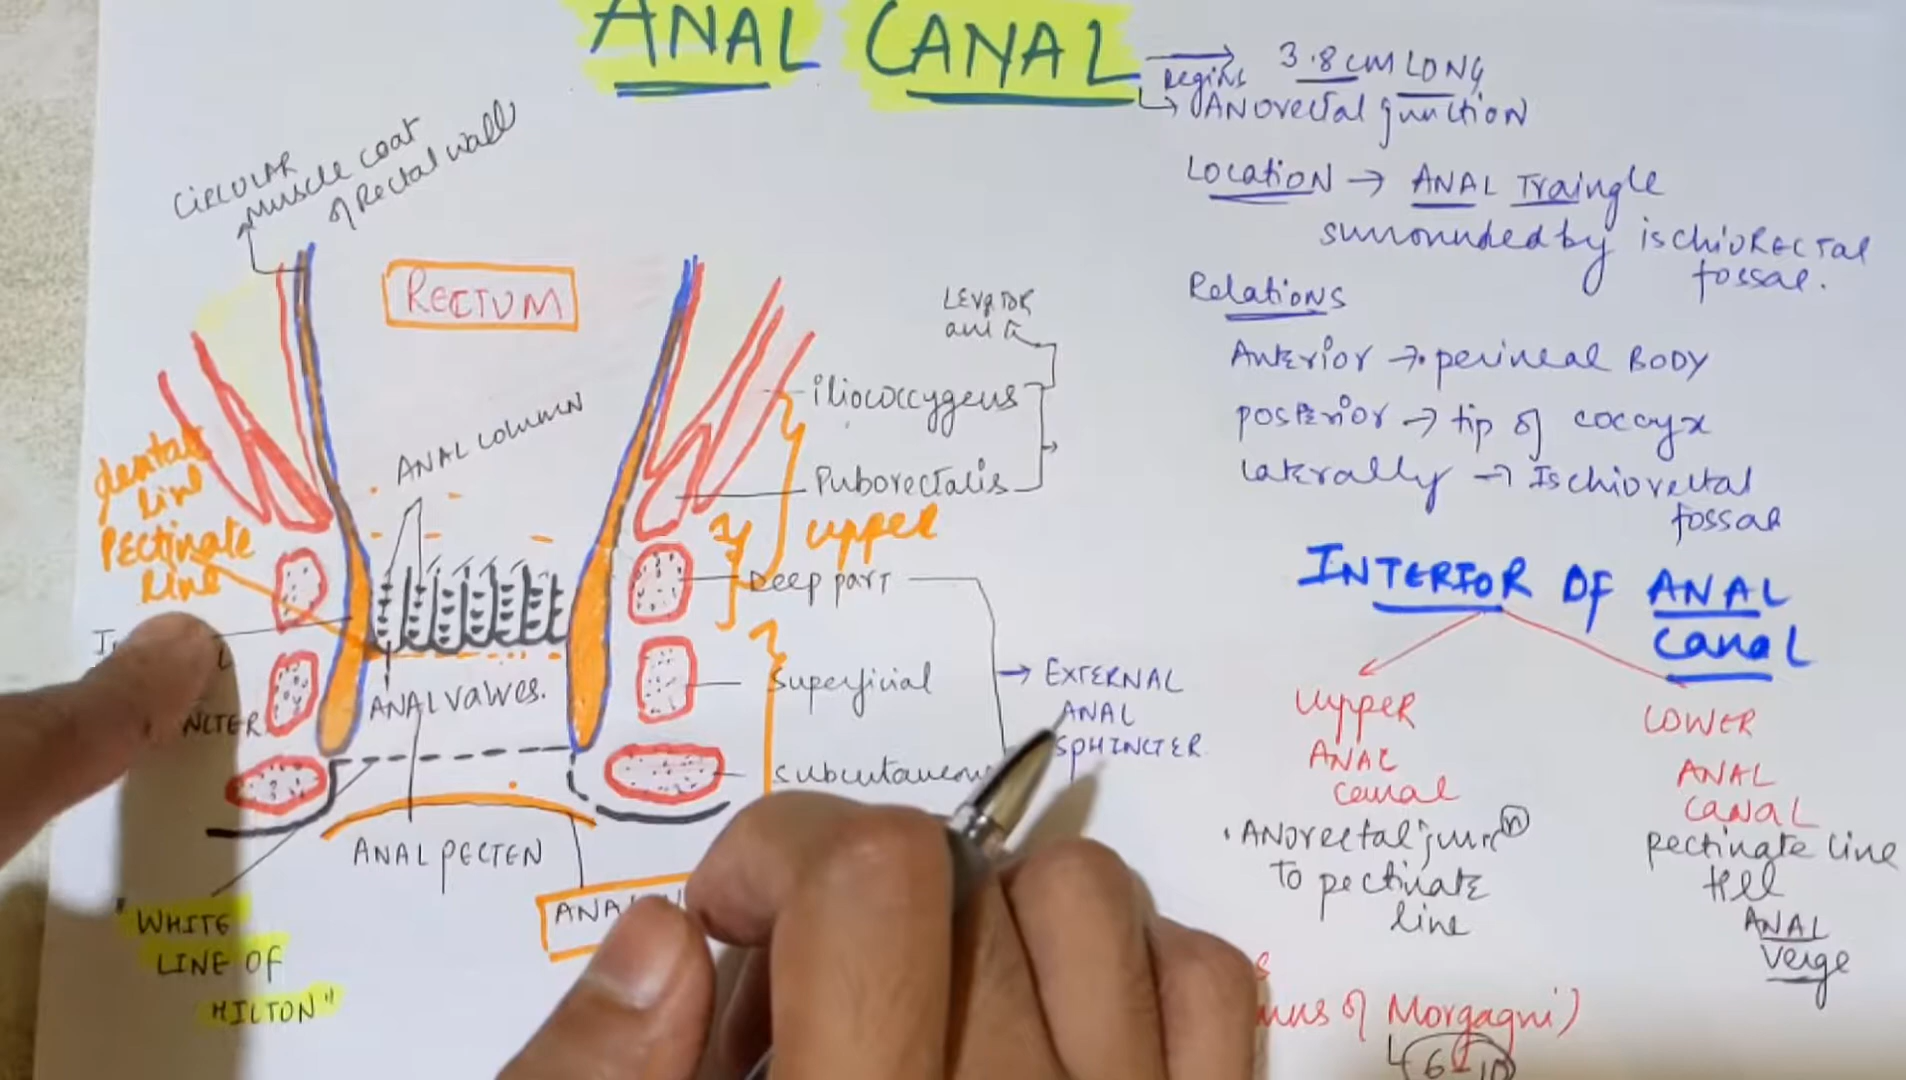 ANAL CANAL
3.8 cm LONG
Begins
ANorectal junction
Location → ANAL Traingle
surrounded by ischiorectal
fossae.
Relations
Anterior → perineal BODY
posterior → tip of coccyx
laterally → Ischiorectal
fossae
INTERIOR OF ANAL
canal
Upper
ANAL
canal
ANorectal junc n
to pectinate
line
LOWER
ANAL
CANAL
pectinate line
till
ANAL
Verge
of Morgagni)
CIRCULAR
Muscle coat
of Rectal wall
RECTUM
ANAL column
Levator
ani
iliococcygeus
Puborectalis
upper
Deep part
Superficial
subcutaneou
EXTERNAL
ANAL
SPHINCTER
dental
line
Pectinate
line
NCTER
ANAL valves.
ANAL PECTEN
ANAL
"WHITE
LINE OF
HILTON"